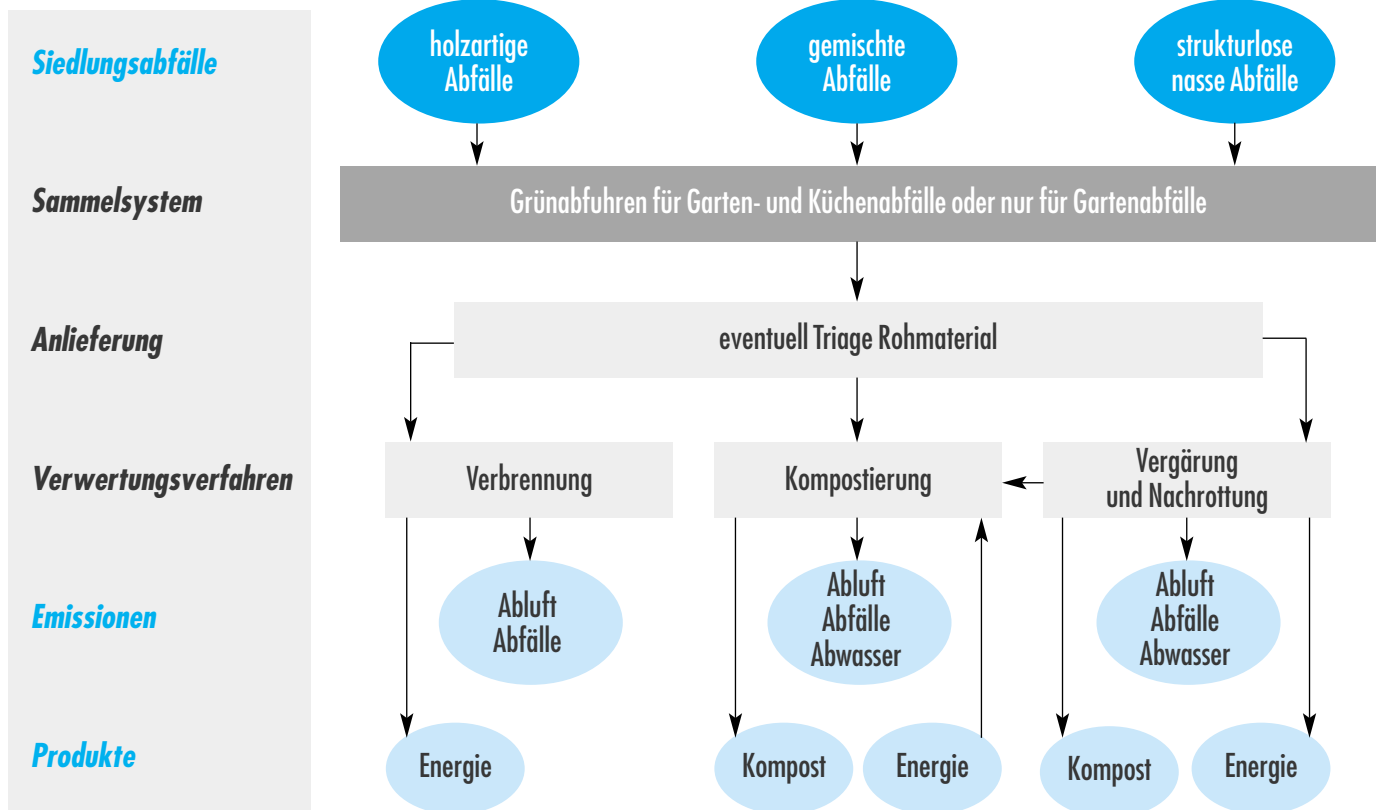 Siedlungsabfälle
holzartige
Abfälle
gemischte
Abfälle
strukturlose
nasse Abfälle
Sammelsystem
Grünabfuhren für Garten- und Küchenabfälle oder nur für Gartenabfälle
Anlieferung
eventuell Triage Rohmaterial
Verwertungsverfahren
Verbrennung
Kompostierung
Vergärung
und Nachrottung
Emissionen
Abluft
Abfälle
Abluft
Abfälle
Abwasser
Abluft
Abfälle
Abwasser
Produkte
Energie
Kompost
Energie
Kompost
Energie